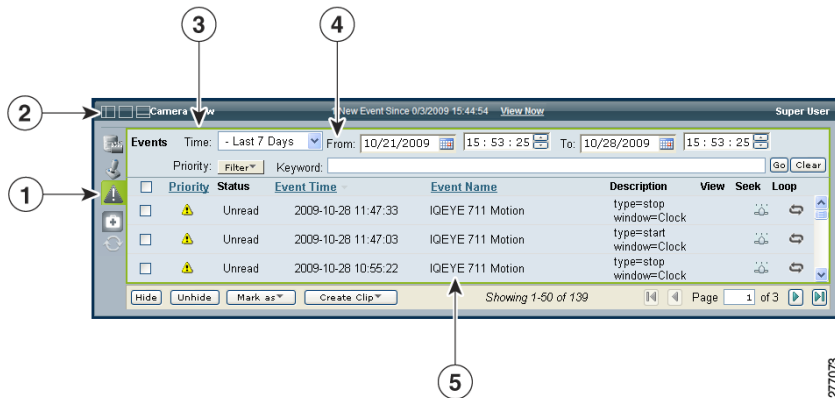 3
4
2
Camera View
1 New Event Since 0/3/2009 15:44:54 View Now
Super User
Events Time: - Last 7 Days From: 10/21/2009 15 : 53 : 25 To: 10/28/2009 15 : 53 : 25
Priority: Filter Keyword: Go Clear
1
Priority Status Event Time Event Name Description View Seek Loop
Unread 2009-10-28 11:47:33 IQEYE 711 Motion type=stop window=Clock
Unread 2009-10-28 11:47:03 IQEYE 711 Motion type=start window=Clock
Unread 2009-10-28 10:55:22 IQEYE 711 Motion type=stop window=Clock
Hide Unhide Mark as Create Clip Showing 1-50 of 139 Page 1 of 3
5
277073